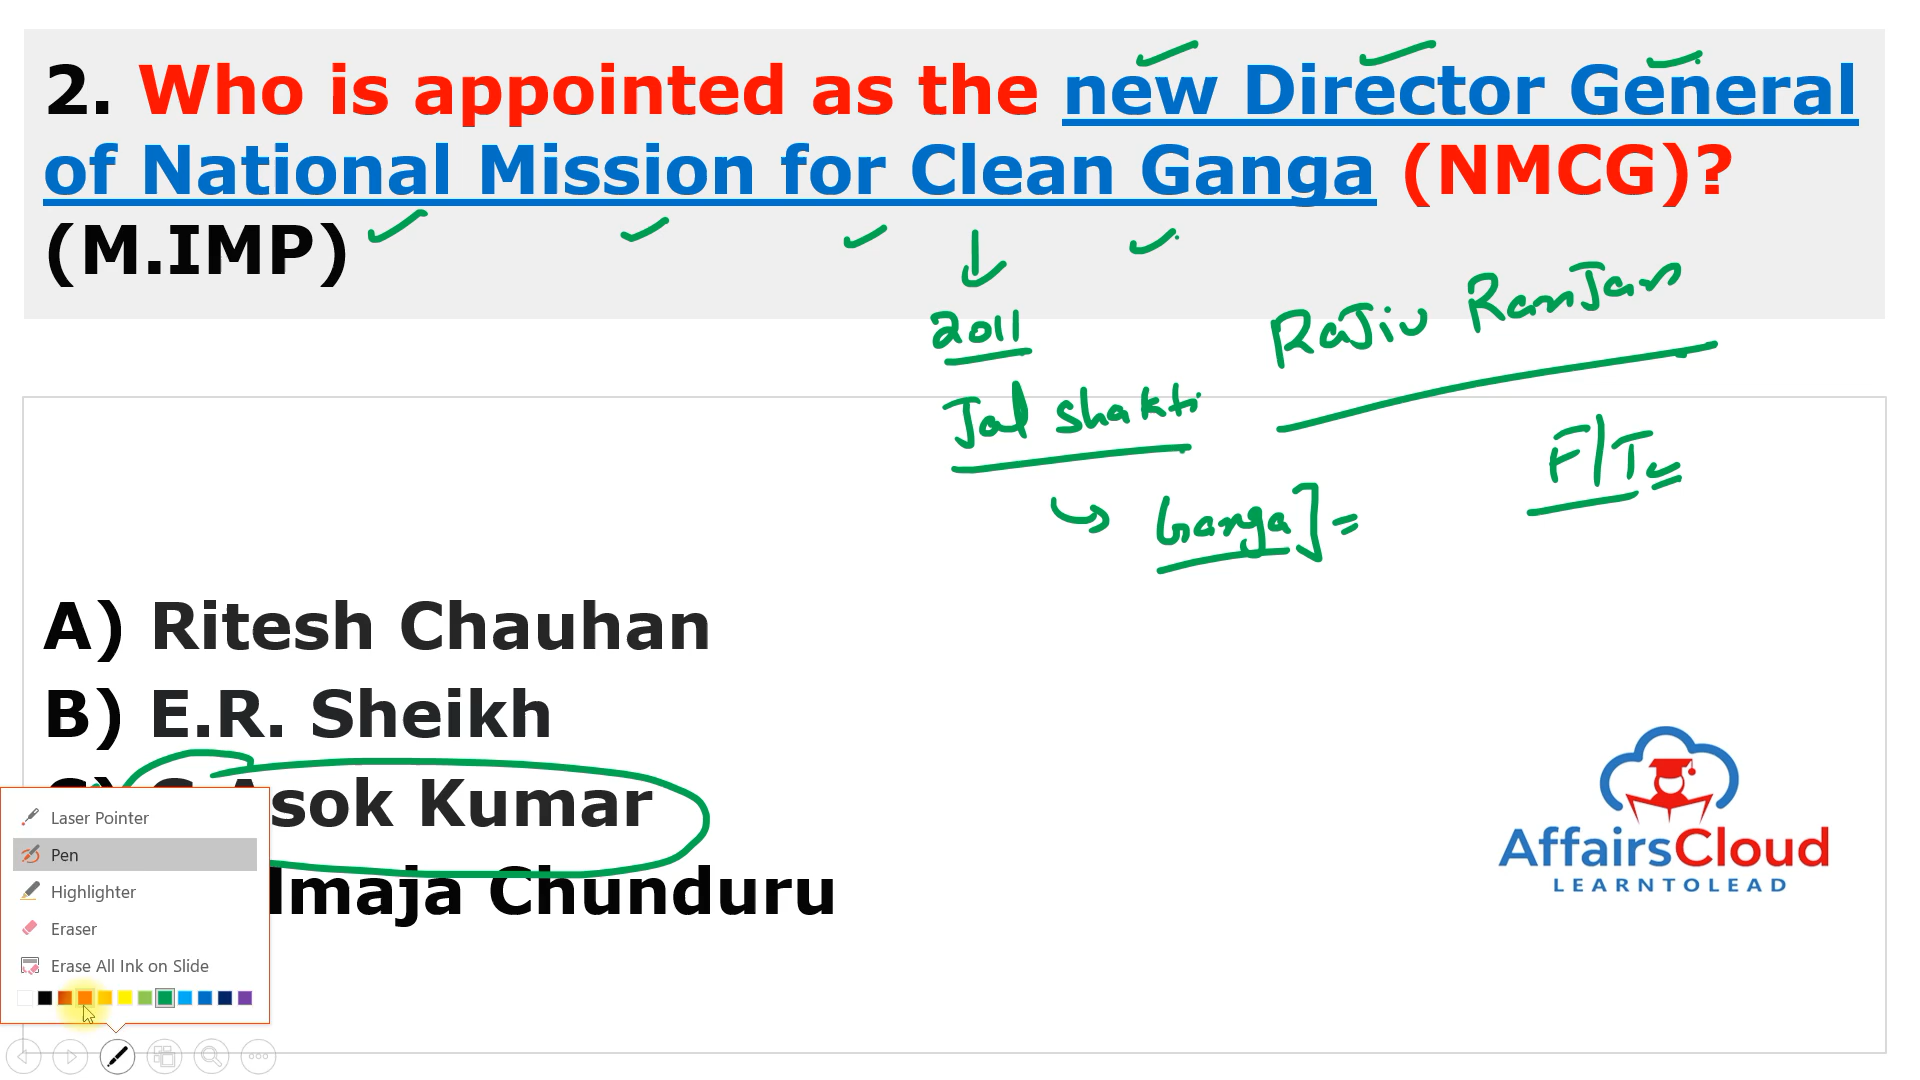 2. Who is appointed as the new Director General
of National Mission for Clean Ganga (NMCG)?
(M.IMP)
2011
RaJiv RanJan
Jal Shakti
F/T
Ganga] =
A) Ritesh Chauhan
B) E.R. Sheikh
Asok Kumar
lmaja Chunduru
Laser Pointer
Pen
Highlighter
Eraser
Erase All Ink on Slide
AffairsCloud
LEARNTOLEAD